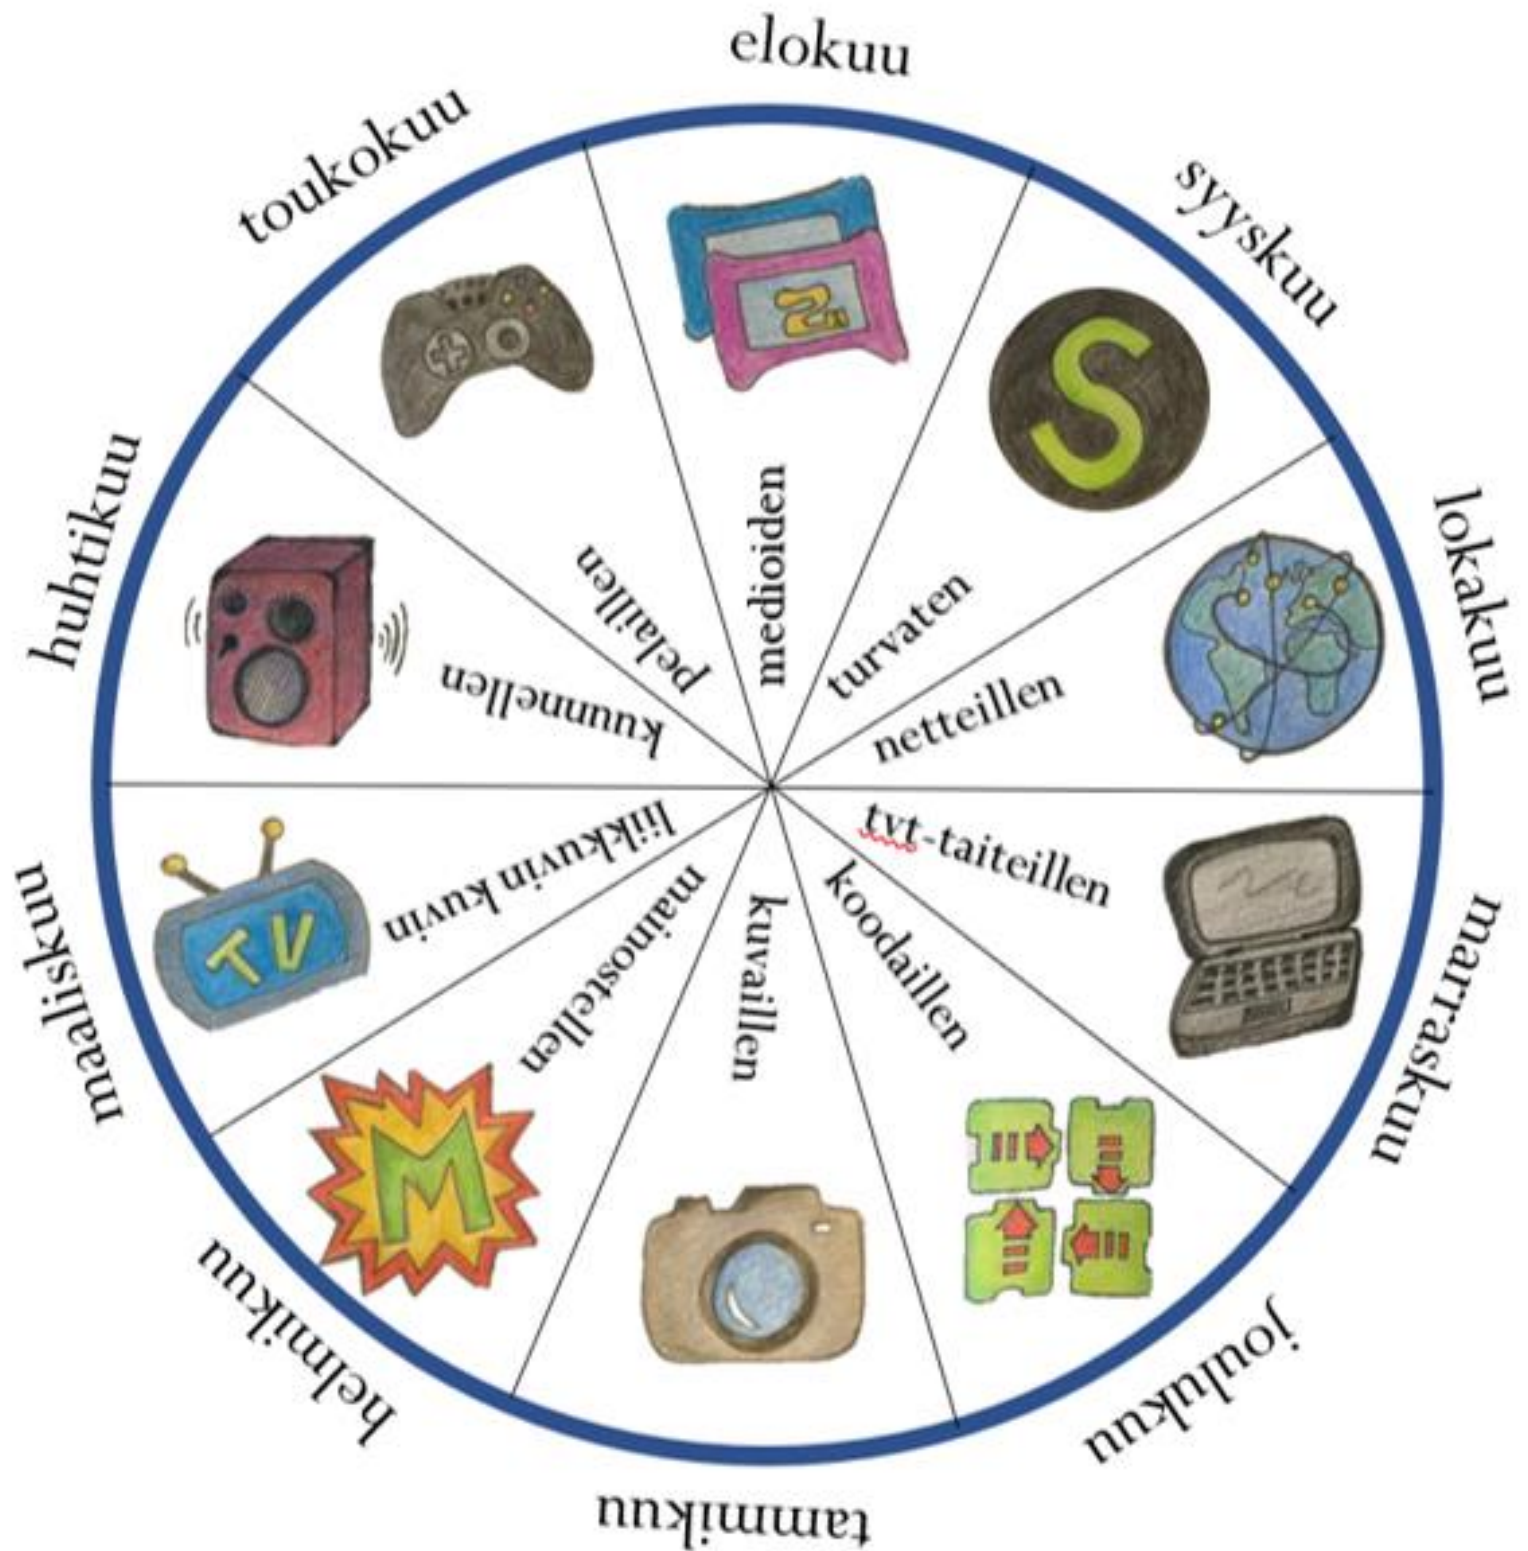 elokuu
medioiden
syyskuu
S
turvaten
lokakuu
netteillen
marraskuu
tvt-taiteillen
joulukuu
koodaillen
tammikuu
kuvaillen
helmikuu
M
mainostellen
maaliskuu
TV
liikkuvin kuvin
huhtikuu
kuunnellen
toukokuu
pelaillen